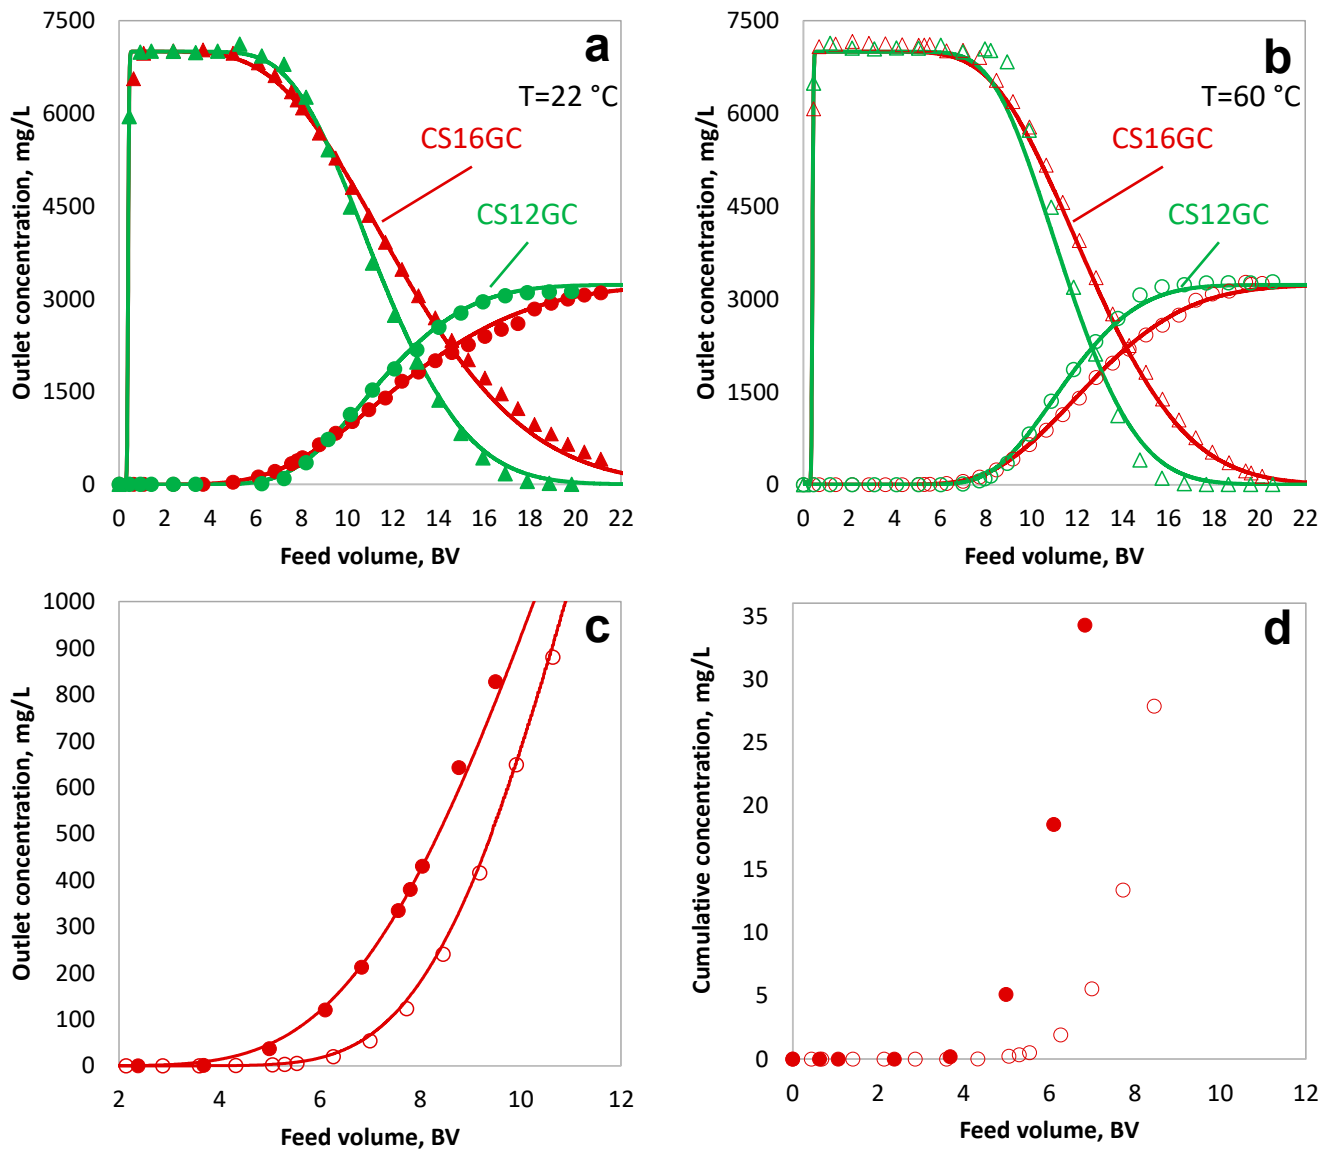 a
T=22 °C
CS16GC
CS12GC
Outlet concentration, mg/L
7500
6000
4500
3000
1500
0
0 2 4 6 8 10 12 14 16 18 20 22
Feed volume, BV
b
T=60 °C
CS16GC
CS12GC
Outlet concentration, mg/L
7500
6000
4500
3000
1500
0
0 2 4 6 8 10 12 14 16 18 20 22
Feed volume, BV
c
Outlet concentration, mg/L
1000
900
800
700
600
500
400
300
200
100
0
2 4 6 8 10 12
Feed volume, BV
d
Cumulative concentration, mg/L
35
30
25
20
15
10
5
0
0 2 4 6 8 10 12
Feed volume, BV